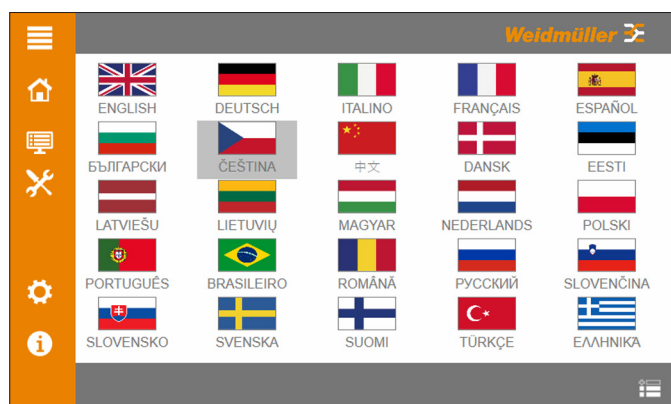 Weidmüller
ENGLISH DEUTSCH ITALINO FRANÇAIS ESPAÑOL
БЪЛГАРСКИ ČEŠTINA 中文 DANSK EESTI
LATVIEŠU LIETUVIŲ MAGYAR NEDERLANDS POLSKI
PORTUGUÊS BRASILEIRO ROMÂNĂ РУССКИЙ SLOVENČINA
SLOVENSKO SVENSKA SUOMI TÜRKÇE ΕΛΛΗΝΙΚΆ